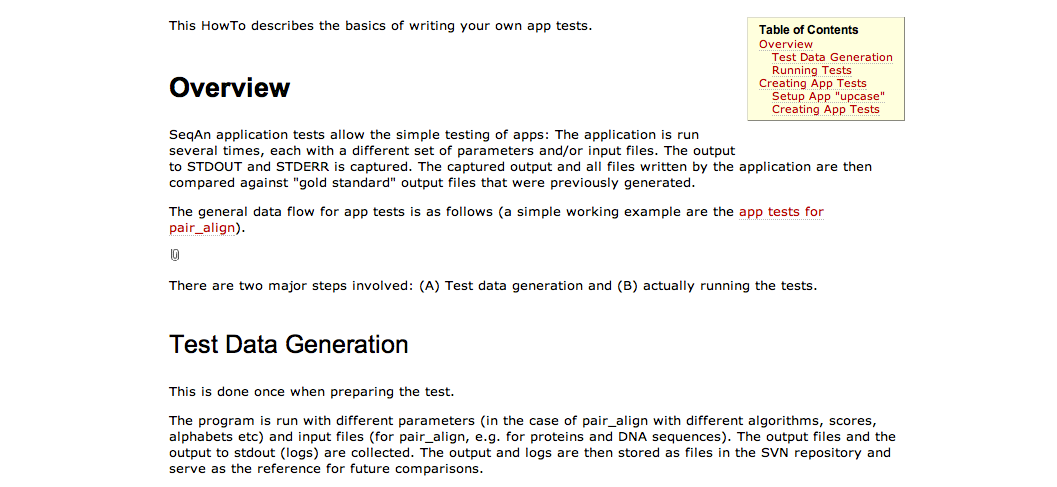 This HowTo describes the basics of writing your own app tests.
Table of Contents
Overview
Test Data Generation
Running Tests
Creating App Tests
Setup App "upcase"
Creating App Tests
Overview
SeqAn application tests allow the simple testing of apps: The application is run
several times, each with a different set of parameters and/or input files. The output
to STDOUT and STDERR is captured. The captured output and all files written by the application are then
compared against "gold standard" output files that were previously generated.
The general data flow for app tests is as follows (a simple working example are the app tests for
pair_align).
There are two major steps involved: (A) Test data generation and (B) actually running the tests.
Test Data Generation
This is done once when preparing the test.
The program is run with different parameters (in the case of pair_align with different algorithms, scores,
alphabets etc) and input files (for pair_align, e.g. for proteins and DNA sequences). The output files and the
output to stdout (logs) are collected. The output and logs are then stored as files in the SVN repository and
serve as the reference for future comparisons.